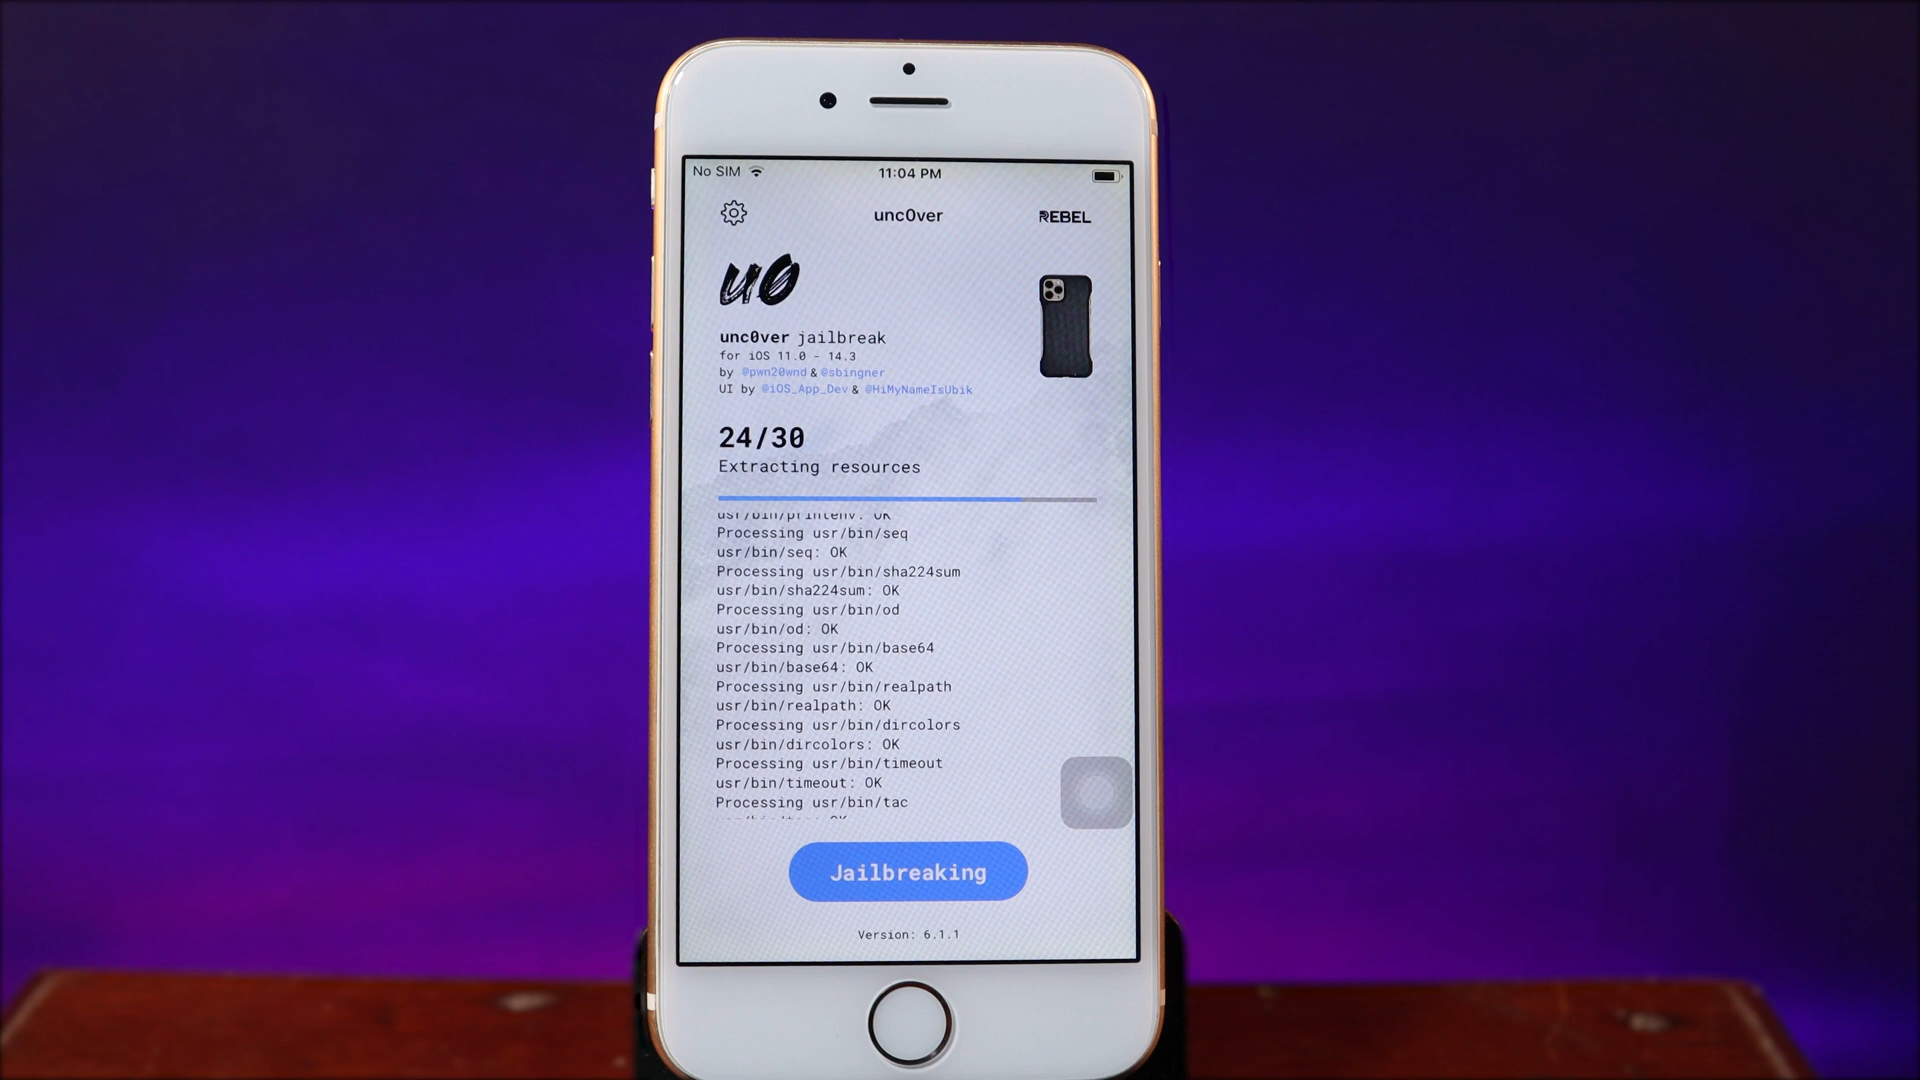 No SIM 11:04 PM
unc0ver REBEL
u0
unc0ver jailbreak
for iOS 11.0 - 14.3
by @pwn20wnd & @sbingner
UI by @iOS_App_Dev & @HiMyNameIsUbik
24/30
Extracting resources
usr/bin/printenv: OK
Processing usr/bin/seq
usr/bin/seq: OK
Processing usr/bin/sha224sum
usr/bin/sha224sum: OK
Processing usr/bin/od
usr/bin/od: OK
Processing usr/bin/base64
usr/bin/base64: OK
Processing usr/bin/realpath
usr/bin/realpath: OK
Processing usr/bin/dircolors
usr/bin/dircolors: OK
Processing usr/bin/timeout
usr/bin/timeout: OK
Processing usr/bin/tac
Jailbreaking
Version: 6.1.1